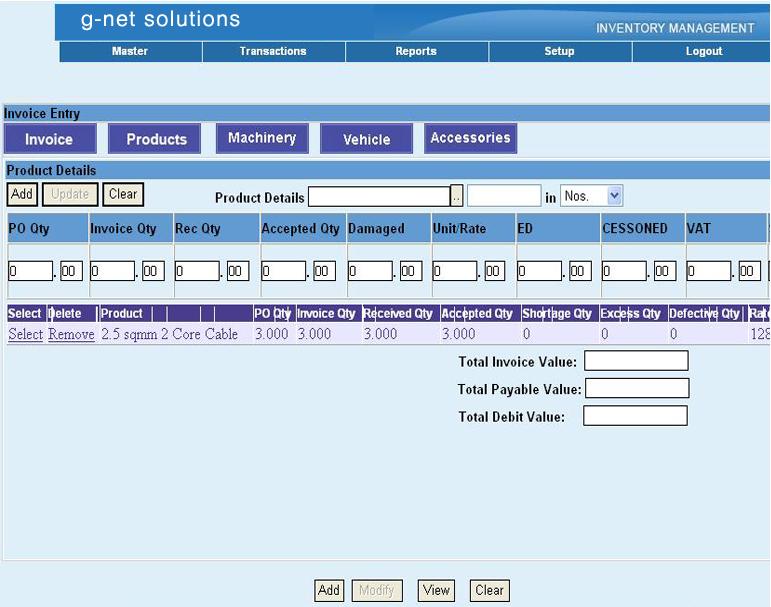 g-net solutions
INVENTORY MANAGEMENT
Master Transactions Reports Setup Logout
Invoice Entry
Invoice Products Machinery Vehicle Accessories
Product Details
Add Update Clear Product Details .. in Nos.
PO Qty Invoice Qty Rec Qty Accepted Qty Damaged Unit/Rate ED CESSONED VAT
0 . 00 0 . 00 0 . 00 0 . 00 0 . 00 0 . 00 0 . 00 0 . 00 0 . 00
Select Delete Product PO Qty Invoice Qty Received Qty Accepted Qty Shortage Qty Excess Qty Defective Qty Rate
Select Remove 2.5 sqmm 2 Core Cable 3.000 3.000 3.000 3.000 0 0 0 128
Total Invoice Value:
Total Payable Value:
Total Debit Value:
Add Modify View Clear